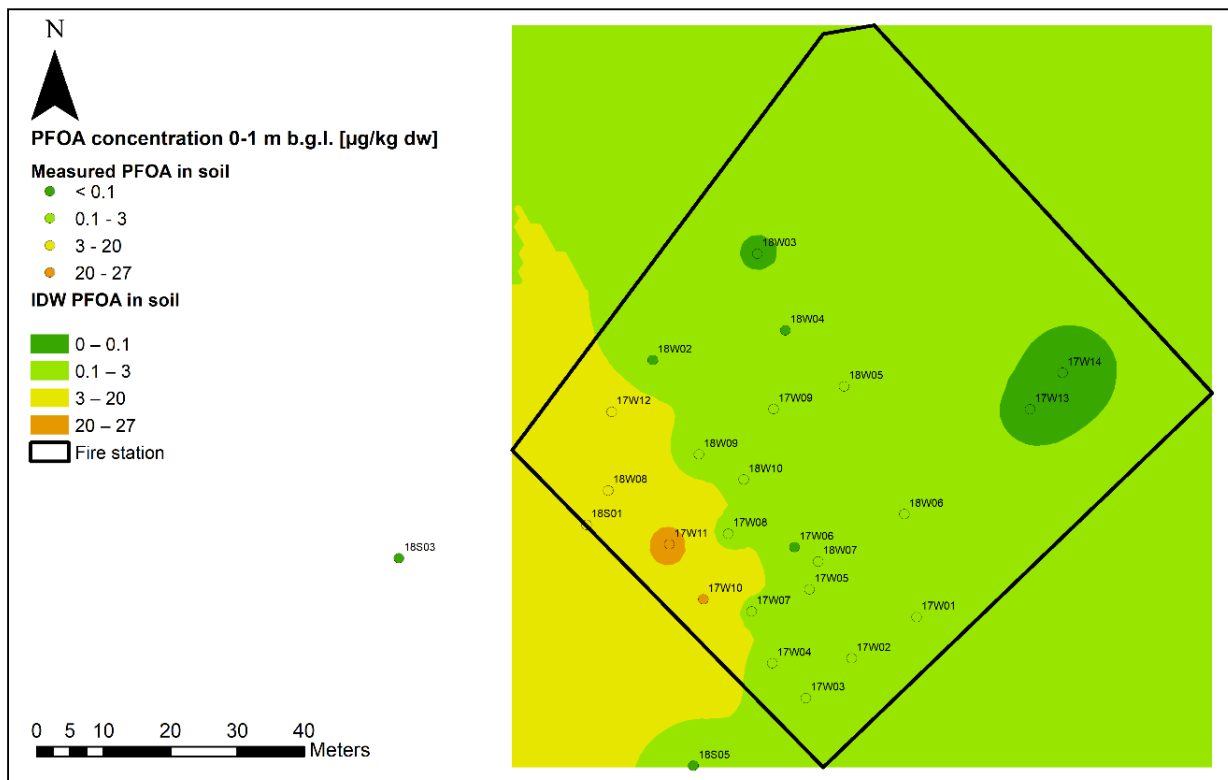 N
PFOA concentration 0-1 m b.g.l. [µg/kg dw]
Measured PFOA in soil
< 0.1
0.1 - 3
3 - 20
20 - 27
IDW PFOA in soil
0 – 0.1
0.1 – 3
3 – 20
20 – 27
Fire station
18W03
18W04
18W02
17W14
18W05
17W12
17W09
17W13
18W09
18W10
18W08
18W06
18S01
17W08
17W11
17W06
18S03
18W07
17W10
17W05
17W07
17W01
17W04
17W02
17W03
18S05
0 5 10 20 30 40
Meters